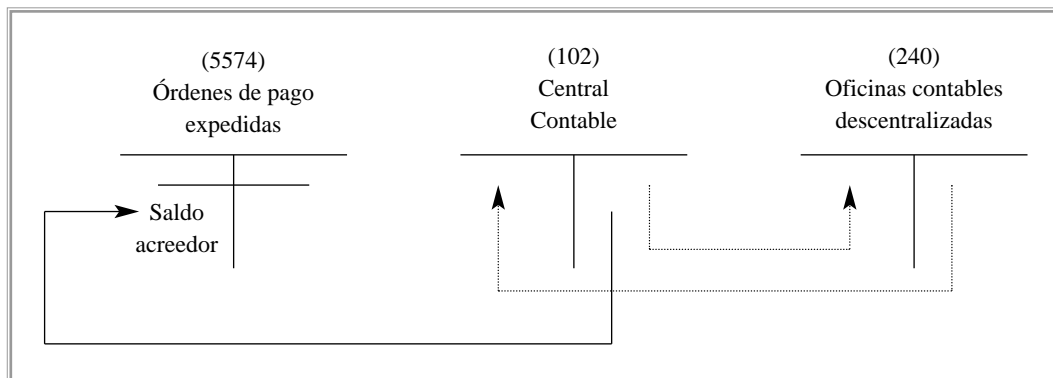 (5574)
Órdenes de pago
expedidas
(102)
Central
Contable
(240)
Oficinas contables
descentralizadas
Saldo
acreedor